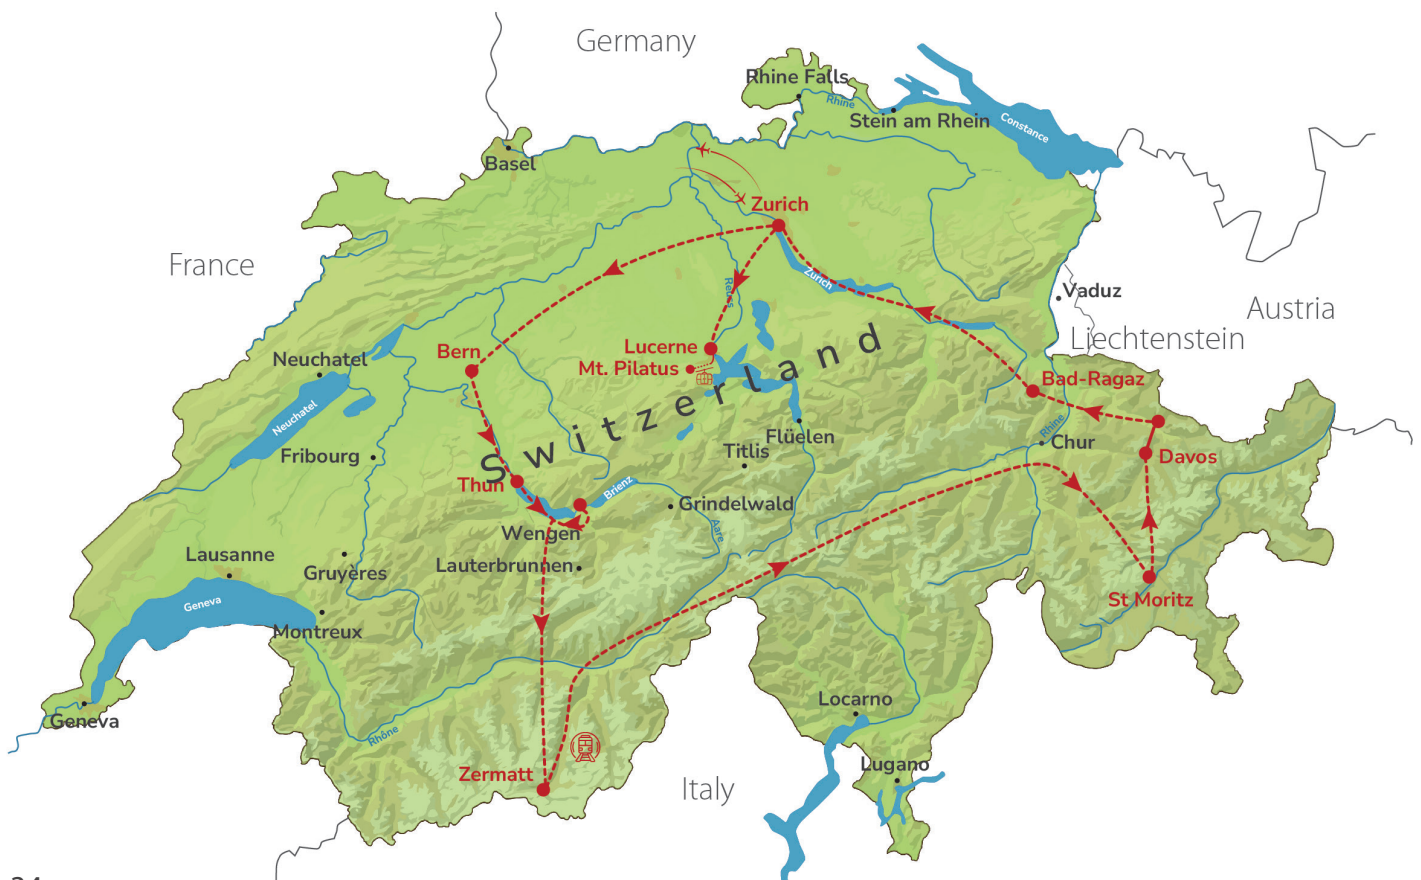 Germany
Rhine Falls
Rhine
Stein am Rhein
Constance
Basel
Zurich
France
Zurich
Reuss
Vaduz
Austria
Liechtenstein
Neuchatel
Bern
Lucerne
Mt. Pilatus
Switzerland
Bad-Ragaz
Neuchatel
Flüelen
Rhine
Chur
Titlis
Davos
Fribourg
Thun
Brienz
Grindelwald
Wengen
Aare
Lausanne
Lauterbrunnen
Gruyères
Geneva
St Moritz
Montreux
Locarno
Geneva
Rhône
Lugano
Zermatt
Italy